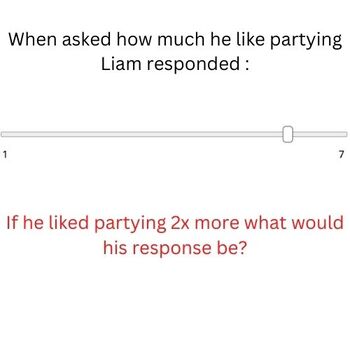 When asked how much he like partying
Liam responded :
1 7
If he liked partying 2x more what would
his response be?